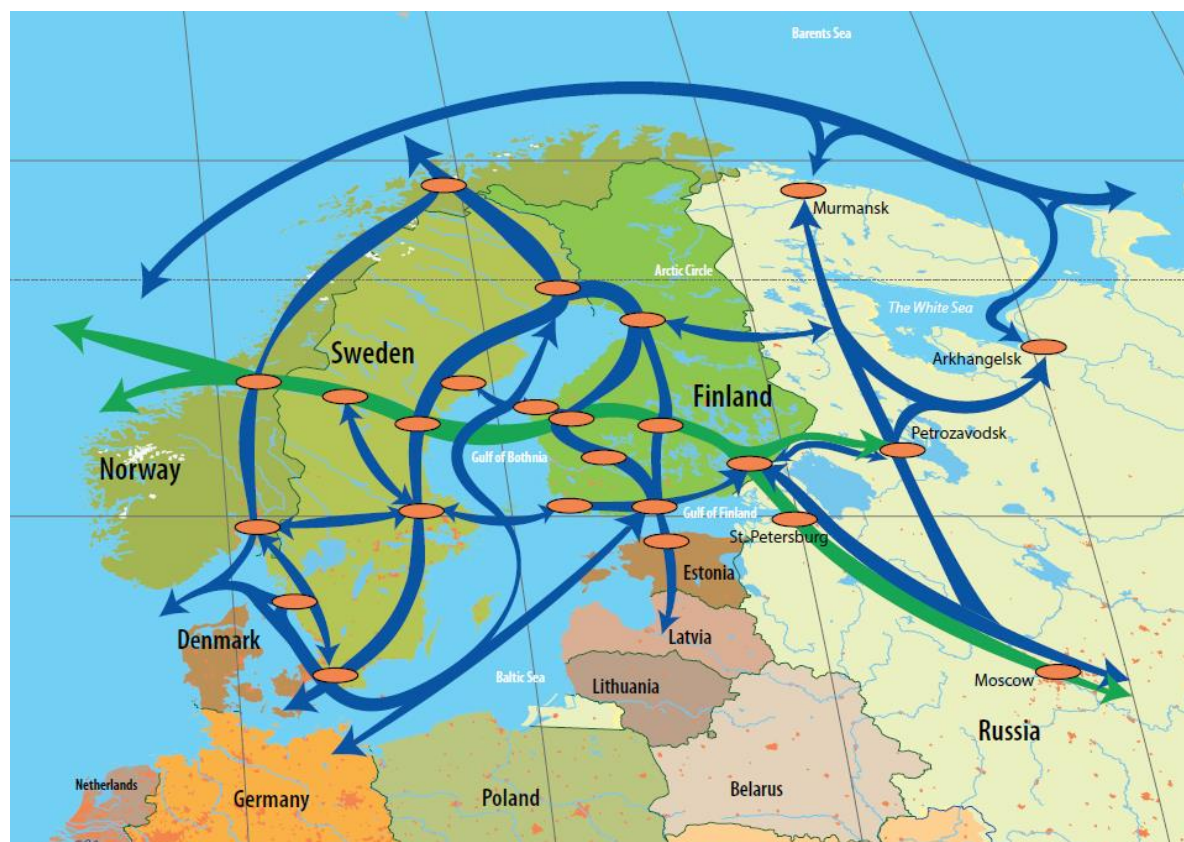 Barents Sea
Murmansk
Arctic Circle
The White Sea
Sweden
Arkhangelsk
Finland
Petrozavodsk
Norway
Gulf of Bothnia
Gulf of Finland
St. Petersburg
Estonia
Denmark
Latvia
Baltic Sea
Lithuania
Moscow
Russia
Netherlands
Germany
Poland
Belarus